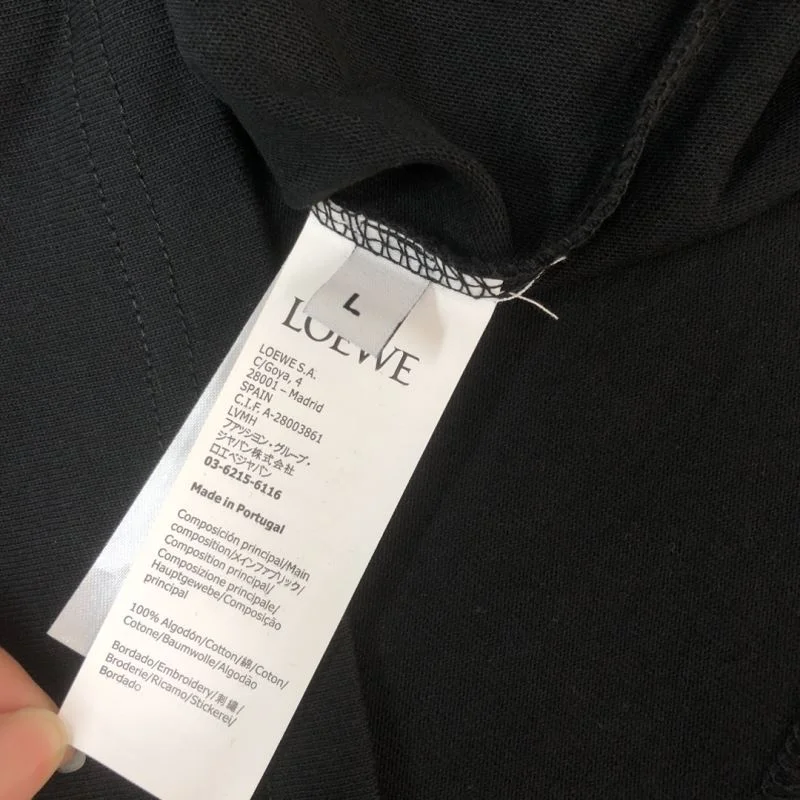 L
LOEWE
LOEWE S.A.
C/Goya, 4
28001 – Madrid
SPAIN
C.I.F. A-28003861
LVMH
ファッション・グループ・
ジャパン株式会社
ロエベジャパン
03-6215-6116
Made in Portugal
Composición principal/Main
composition/メインファブリック/
Composition principal/
Composizione principale/
Hauptgewebe/Composição
principal
100% Algodón/Cotton/綿/Coton/
Cotone/Baumwolle/Algodão
Bordado/Embroidery/刺繍/
Broderie/Ricamo/Stickerei/
Bordado